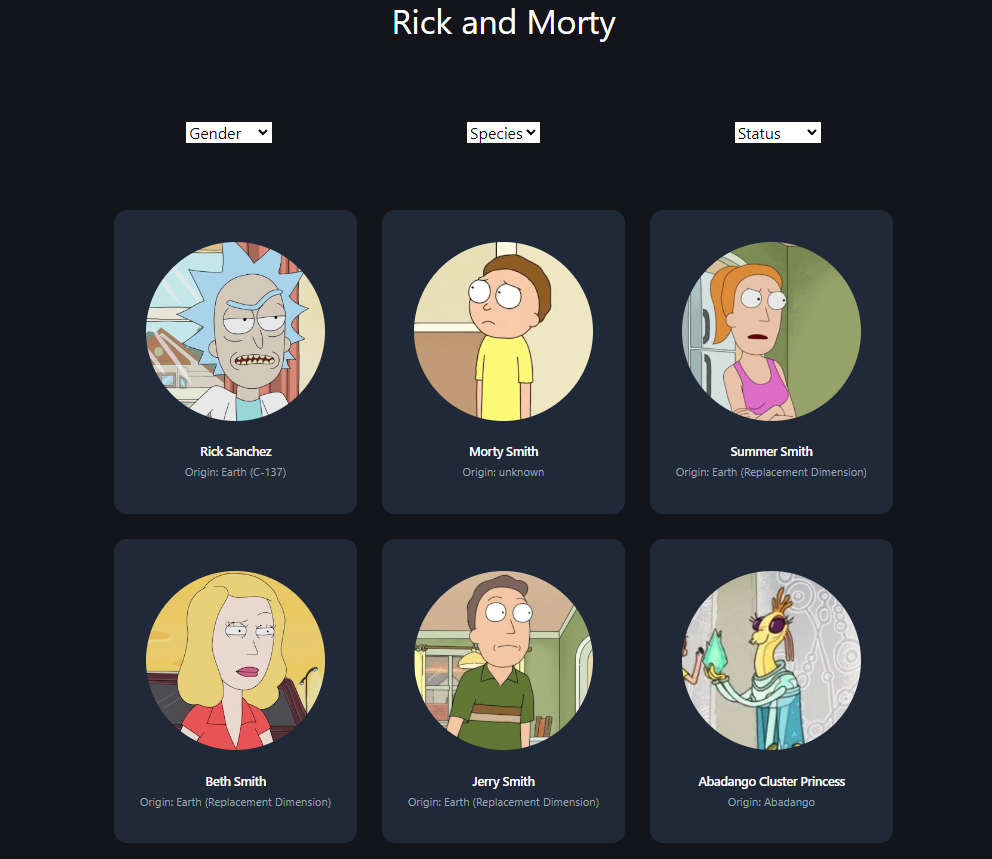 Rick and Morty
Gender
Species
Status
Rick Sanchez
Origin: Earth (C-137)
Morty Smith
Origin: unknown
Summer Smith
Origin: Earth (Replacement Dimension)
Beth Smith
Origin: Earth (Replacement Dimension)
Jerry Smith
Origin: Earth (Replacement Dimension)
Abadango Cluster Princess
Origin: Abadango